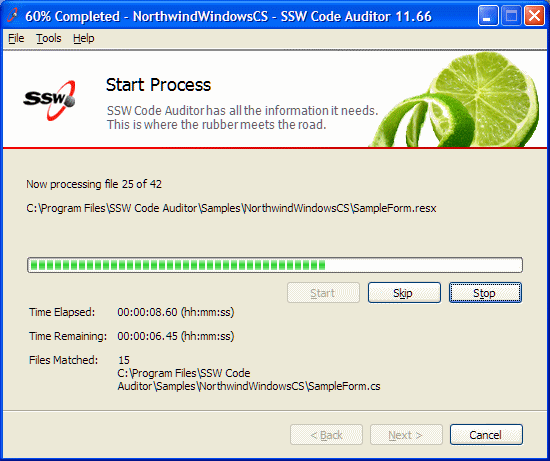 60% Completed - NorthwindWindowsCS - SSW Code Auditor 11.66
File Tools Help
SSW
Start Process
SSW Code Auditor has all the information it needs.
This is where the rubber meets the road.
Now processing file 25 of 42
C:\Program Files\SSW Code Auditor\Samples\NorthwindWindowsCS\SampleForm.resx
Start Skip Stop
Time Elapsed: 00:00:08.60 (hh:mm:ss)
Time Remaining: 00:00:06.45 (hh:mm:ss)
Files Matched: 15
C:\Program Files\SSW Code
Auditor\Samples\NorthwindWindowsCS\SampleForm.cs
< Back Next > Cancel